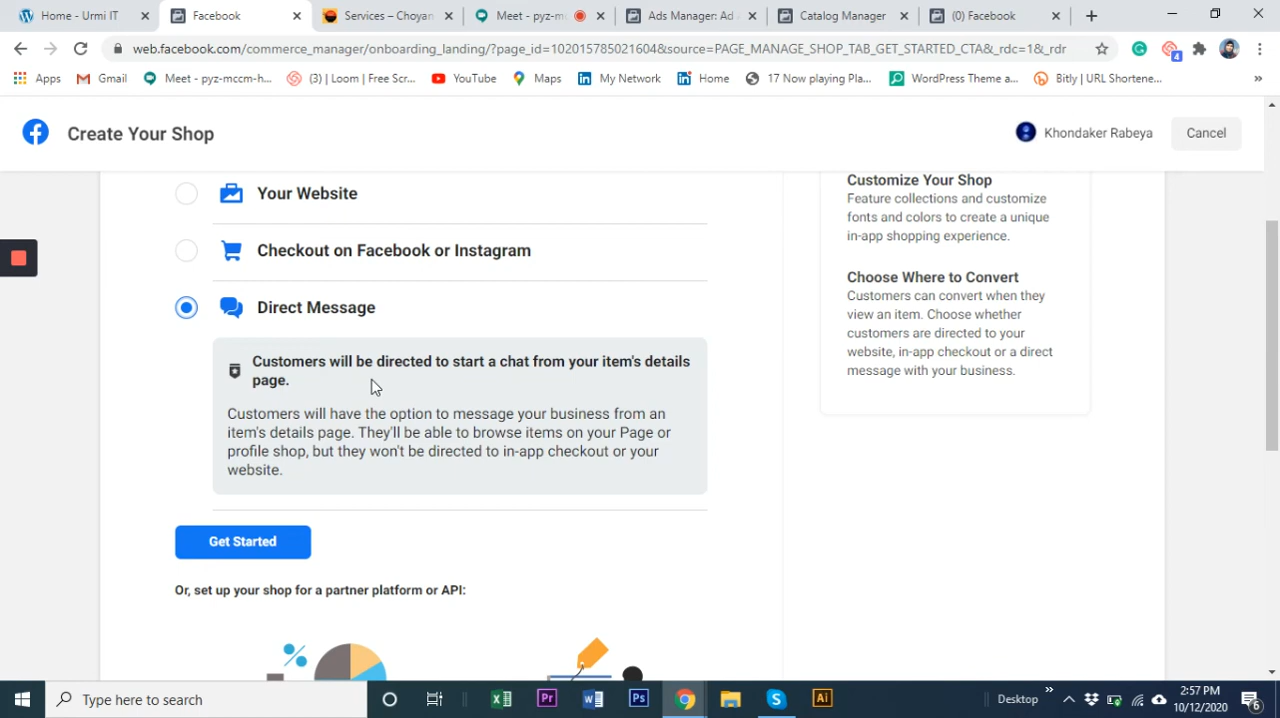 Home - Urmi IT
Facebook
Services – Choyan
Meet - pyz-mc
Ads Manager: Ad
Catalog Manager
(0) Facebook
web.facebook.com/commerce_manager/onboarding_landing/?page_id=102015785021604&source=PAGE_MANAGE_SHOP_TAB_GET_STARTED_CTA&_rdc=1&_rdr
4
Apps
Gmail
Meet - pyz-mccm-h...
(3) | Loom | Free Scr...
YouTube
Maps
My Network
Home
17 Now playing Pla...
WordPress Theme a...
Bitly | URL Shortene...
Create Your Shop
Khondaker Rabeya
Cancel
Your Website
Checkout on Facebook or Instagram
Direct Message
Customers will be directed to start a chat from your item's details
page.
Customers will have the option to message your business from an
item's details page. They'll be able to browse items on your Page or
profile shop, but they won't be directed to in-app checkout or your
website.
Get Started
Or, set up your shop for a partner platform or API:
%
Customize Your Shop
Feature collections and customize
fonts and colors to create a unique
in-app shopping experience.
Choose Where to Convert
Customers can convert when they
view an item. Choose whether
customers are directed to your
website, in-app checkout or a direct
message with your business.
Type here to search
Pr
Ps
Ai
Desktop
2:57 PM
10/12/2020
6